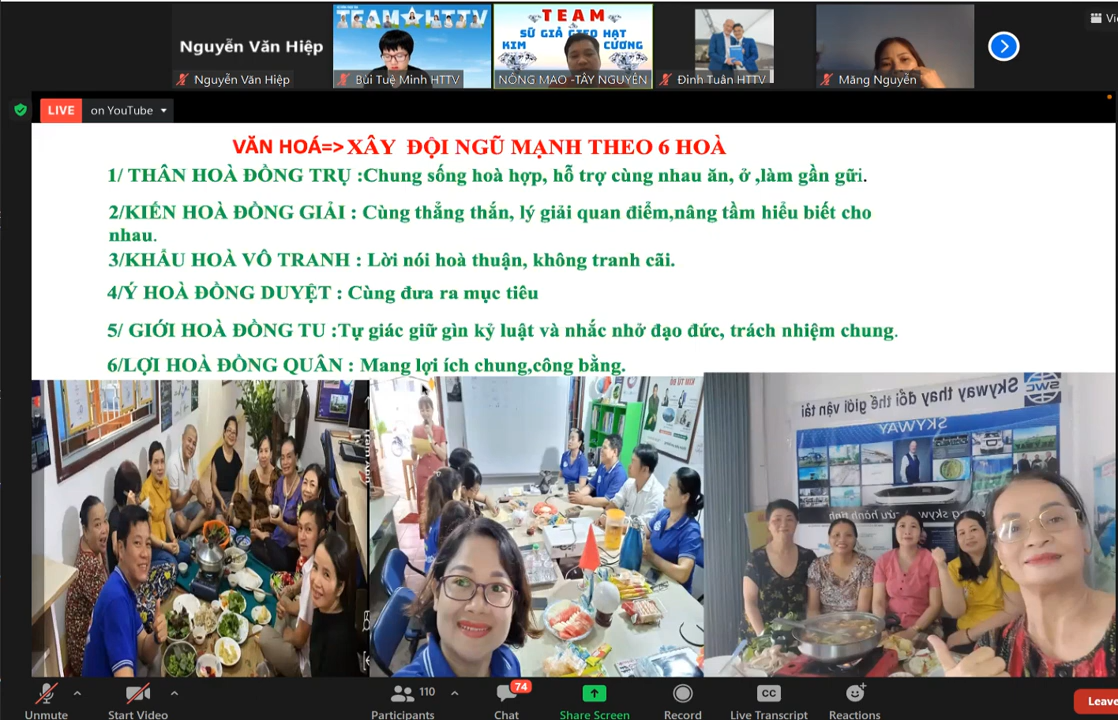 View
TEAM★HTTV
TEAM
SỨ GIẢ GIEO HẠT
KIM CƯƠNG
Nguyễn Văn Hiệp
Nguyễn Văn Hiệp
Bùi Tuệ Minh HTTV
NÔNG MAO -TÂY NGUYÊN
Đinh Tuân HTTV
Măng Nguyễn
LIVE
on YouTube
VĂN HOÁ=> XÂY ĐỘI NGŨ MẠNH THEO 6 HOÀ
1/ THÂN HOÀ ĐỒNG TRỤ :Chung sống hoà hợp, hỗ trợ cùng nhau ăn, ở ,làm gần gữi.
2/KIẾN HOÀ ĐỒNG GIẢI : Cùng thẳng thắn, lý giải quan điểm,nâng tầm hiểu biết cho
nhau.
3/KHẨU HOÀ VÔ TRANH : Lời nói hoà thuận, không tranh cãi.
4/Ý HOÀ ĐỒNG DUYỆT : Cùng đưa ra mục tiêu
5/ GIỚI HOÀ ĐỒNG TU :Tự giác giữ gìn kỷ luật và nhắc nhở đạo đức, trách nhiệm chung.
6/LỢI HOÀ ĐỒNG QUÂN : Mang lợi ích chung,công bằng.
SWC
Skyway thay đổi thế giới vận tải
SKYWAY
Unmute
Start Video
110
Participants
74
Chat
Share Screen
Record
CC
Live Transcript
Reactions
Leave